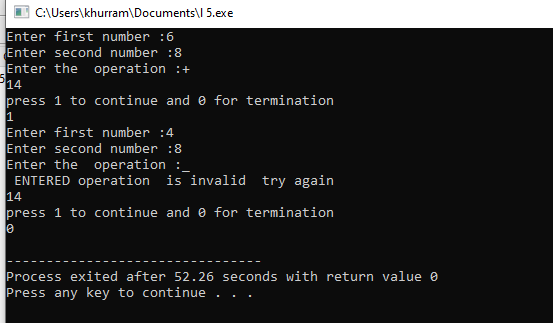 C:\Users\khurram\Documents\l 5.exe
Enter first number :6
Enter second number :8
Enter the  operation :+
14
press 1 to continue and 0 for termination
1
Enter first number :4
Enter second number :8
Enter the  operation :_
 ENTERED operation  is invalid  try again
14
press 1 to continue and 0 for termination
0
--------------------------------
Process exited after 52.26 seconds with return value 0
Press any key to continue . . .